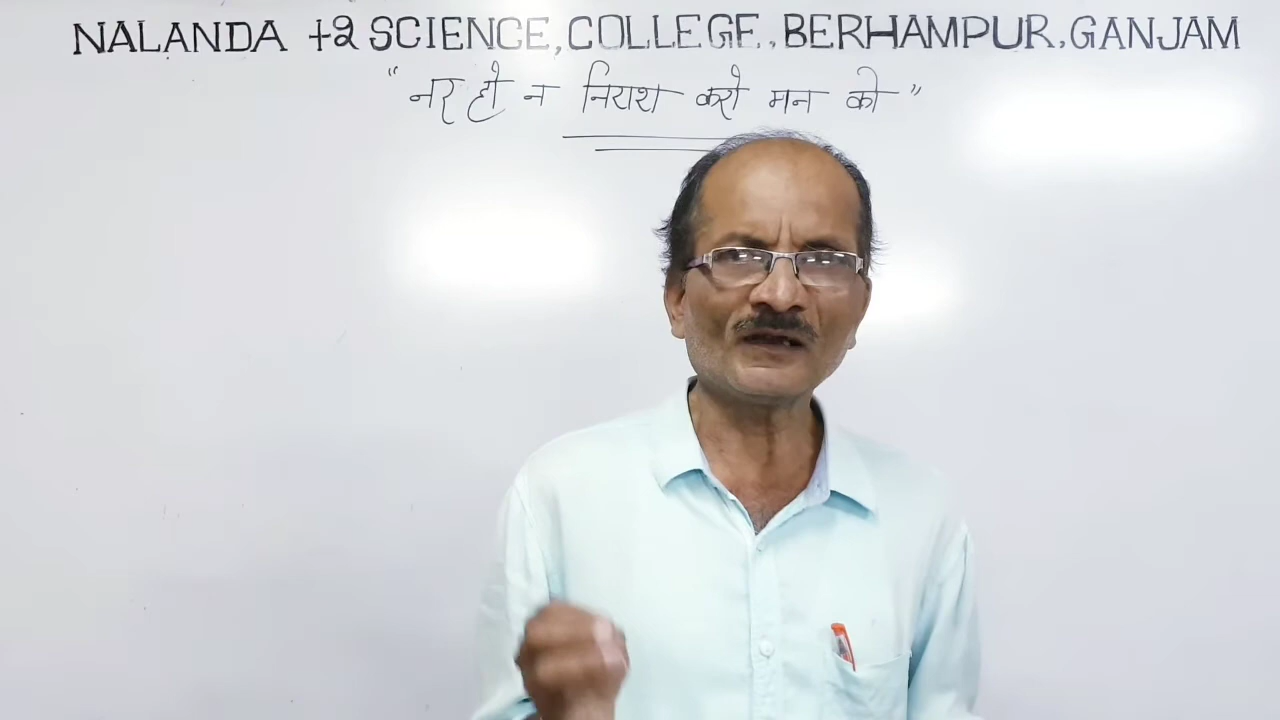 NALANDA +2 SCIENCE, COLLEGE, BERHAMPUR, GANJAM
"नर हो न निराश करो मन को"